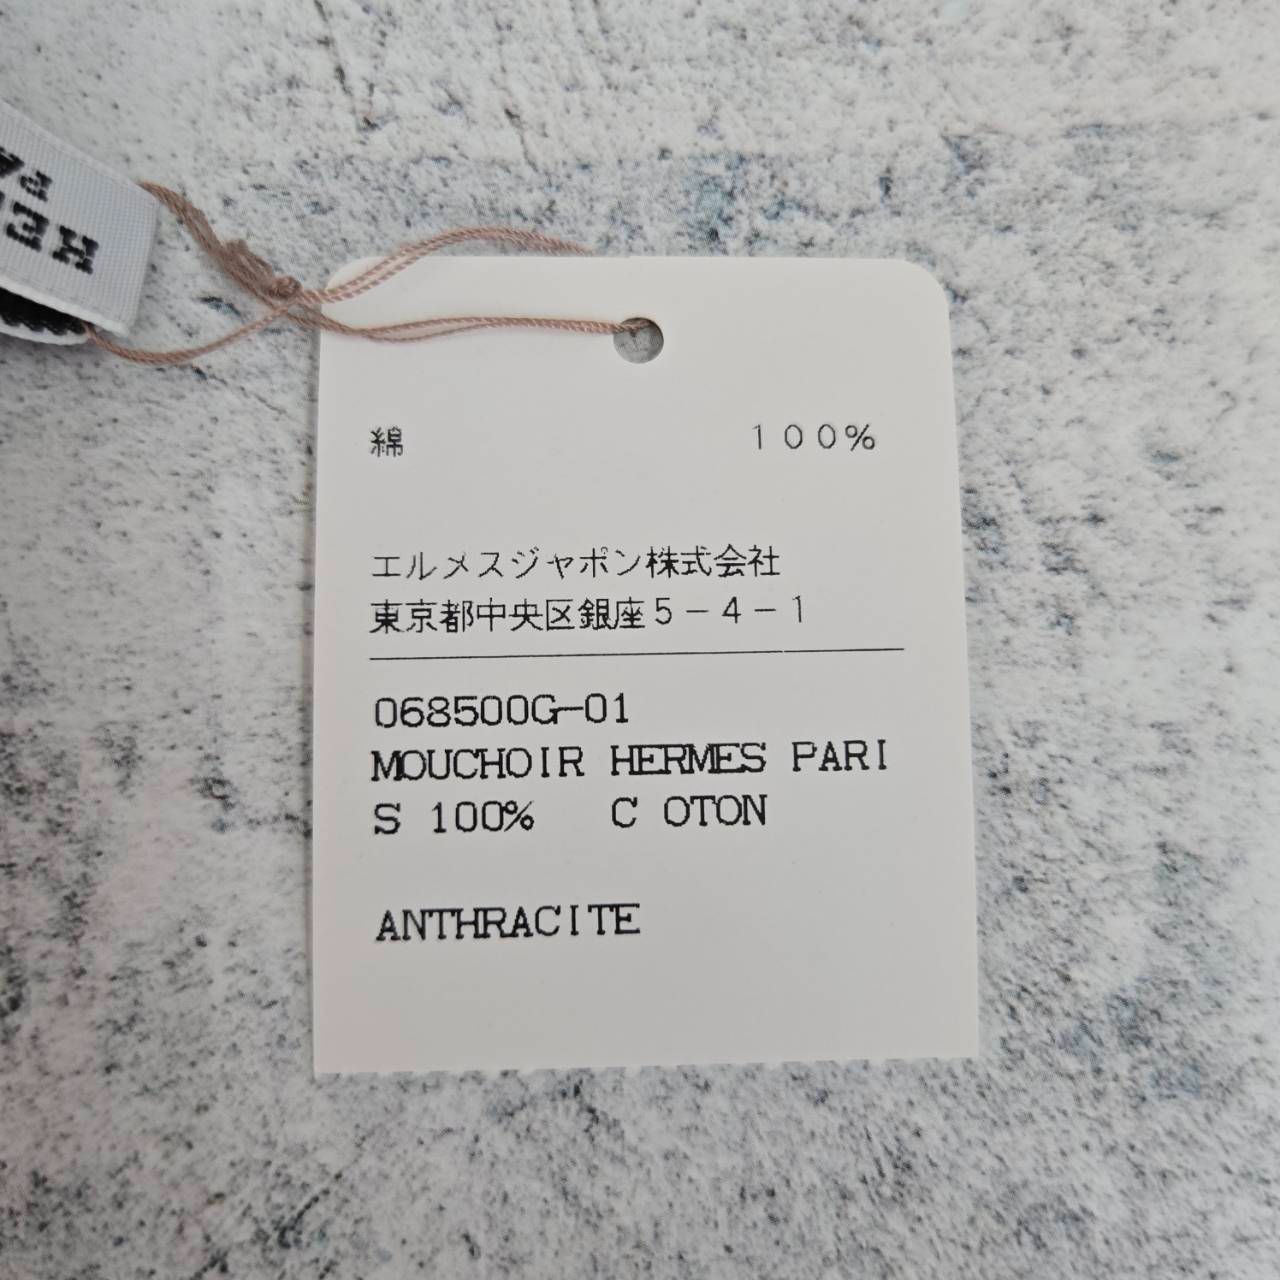 綿 100%
エルメスジャポン株式会社
東京都中央区銀座5-4-1
068500G-01
MOUCHOIR HERMES PARI
S 100% C OTON
ANTHRACITE